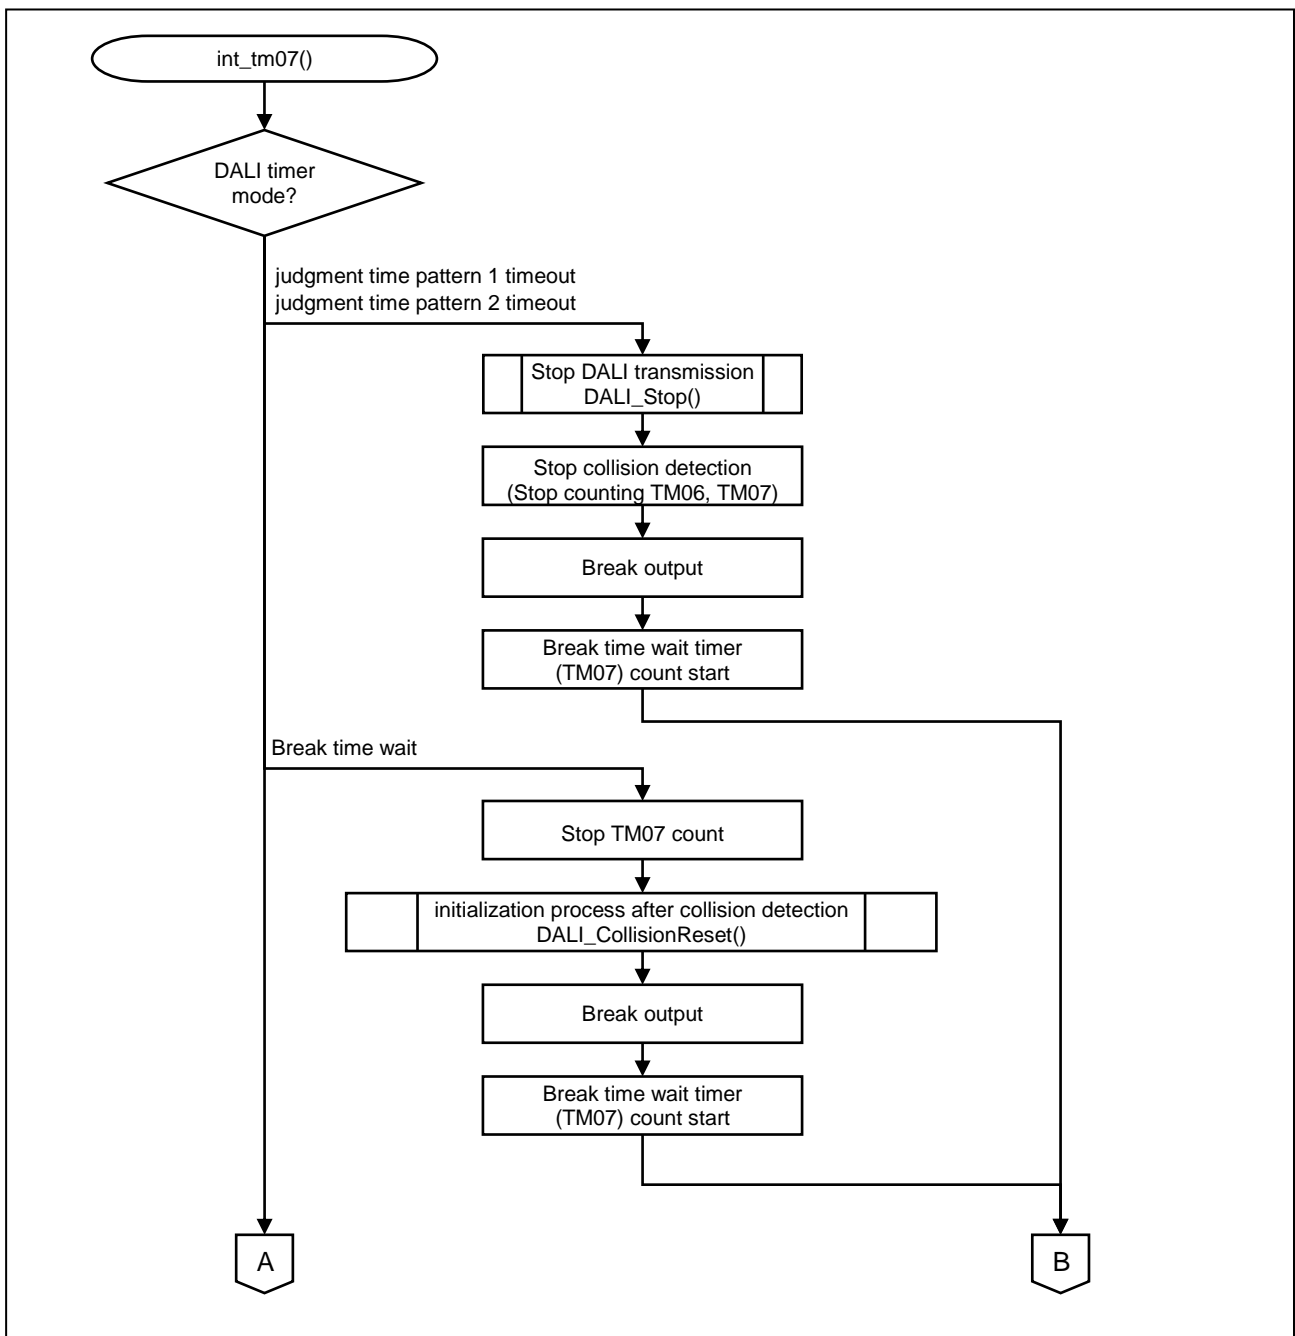 int_tm07()
DALI timer
mode?
judgment time pattern 1 timeout
judgment time pattern 2 timeout
Stop DALI transmission
DALI_Stop()
Stop collision detection
(Stop counting TM06, TM07)
Break output
Break time wait timer
(TM07) count start
Break time wait
Stop TM07 count
initialization process after collision detection
DALI_CollisionReset()
Break output
Break time wait timer
(TM07) count start
A
B